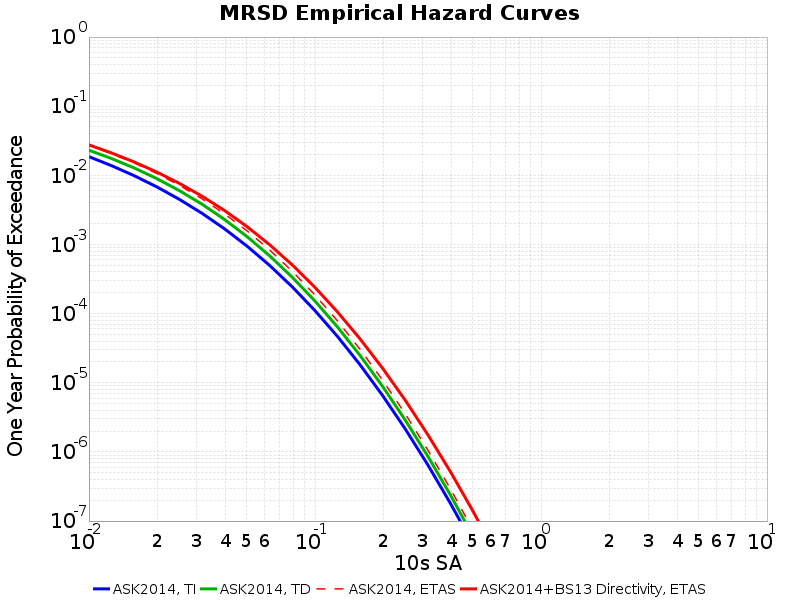 MRSD Empirical Hazard Curves
One Year Probability of Exceedance
10^0
10^-1
10^-2
10^-3
10^-4
10^-5
10^-6
10^-7
10^-2 2 3 4 5 6 10^-1 2 3 4 5 6 7 10^0 2 3 4 5 6 7 10^1
10s SA
ASK2014, TI ASK2014, TD ASK2014, ETAS ASK2014+BS13 Directivity, ETAS